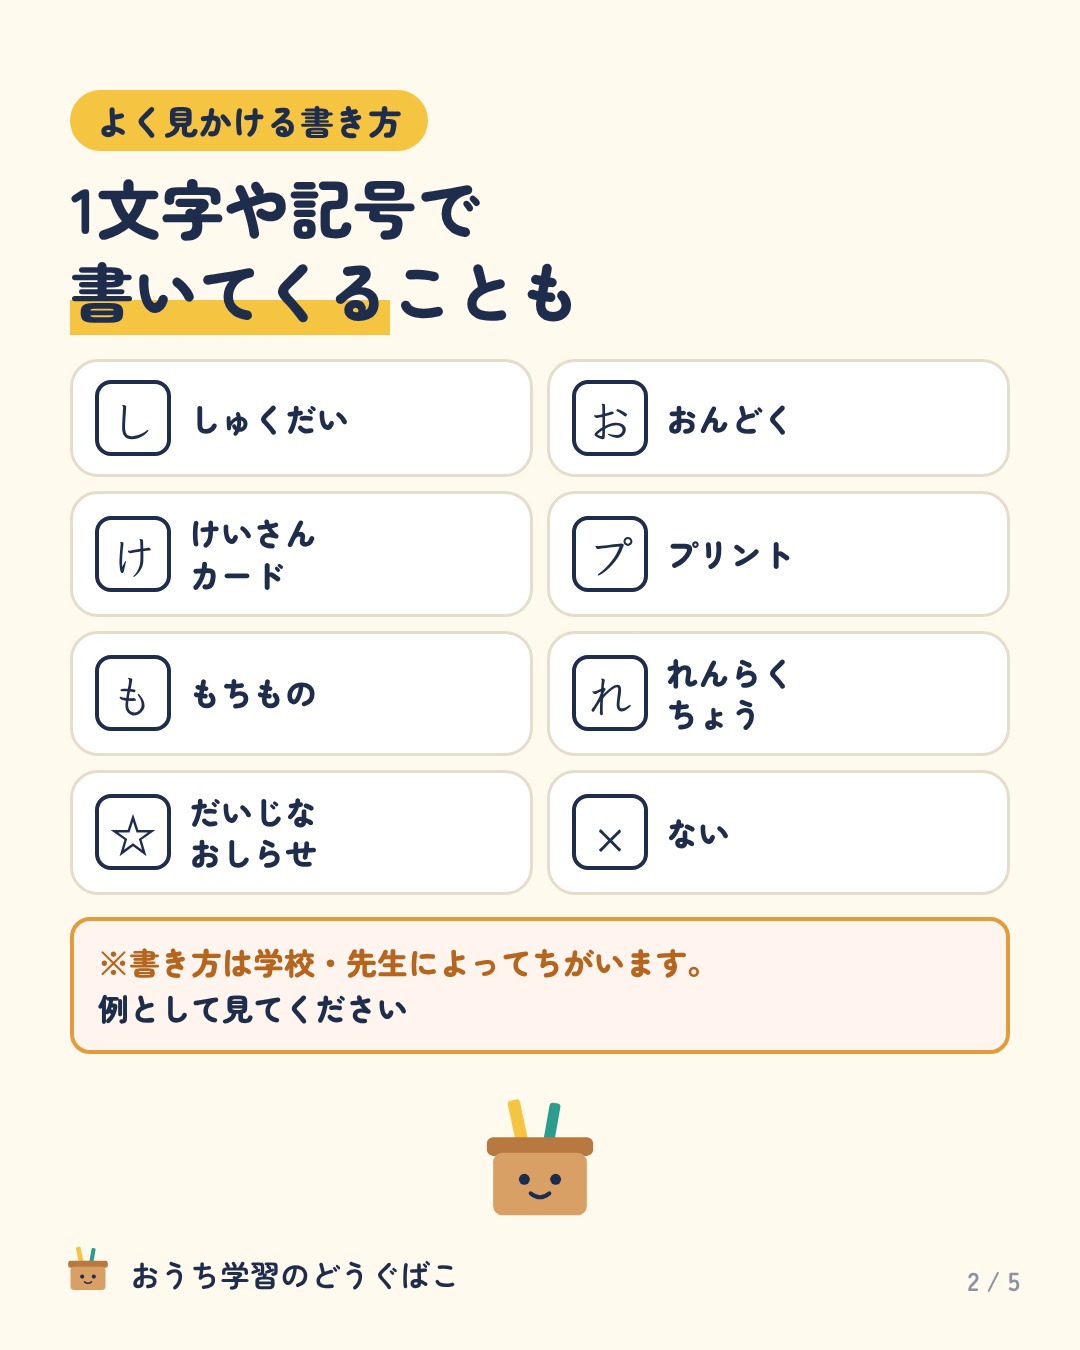 よく見かける書き方
1文字や記号で
書いてくることも
し しゅくだい
お おんどく
け けいさん
カード
プ プリント
も もちもの
れ れんらく
ちょう
☆ だいじな
おしらせ
× ない
※書き方は学校・先生によってちがいます。
例として見てください
おうち学習のどうぐばこ
2 / 5